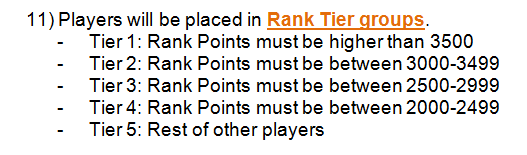 11) Players will be placed in Rank Tier groups.
- Tier 1: Rank Points must be higher than 3500
- Tier 2: Rank Points must be between 3000-3499
- Tier 3: Rank Points must be between 2500-2999
- Tier 4: Rank Points must be between 2000-2499
- Tier 5: Rest of other players